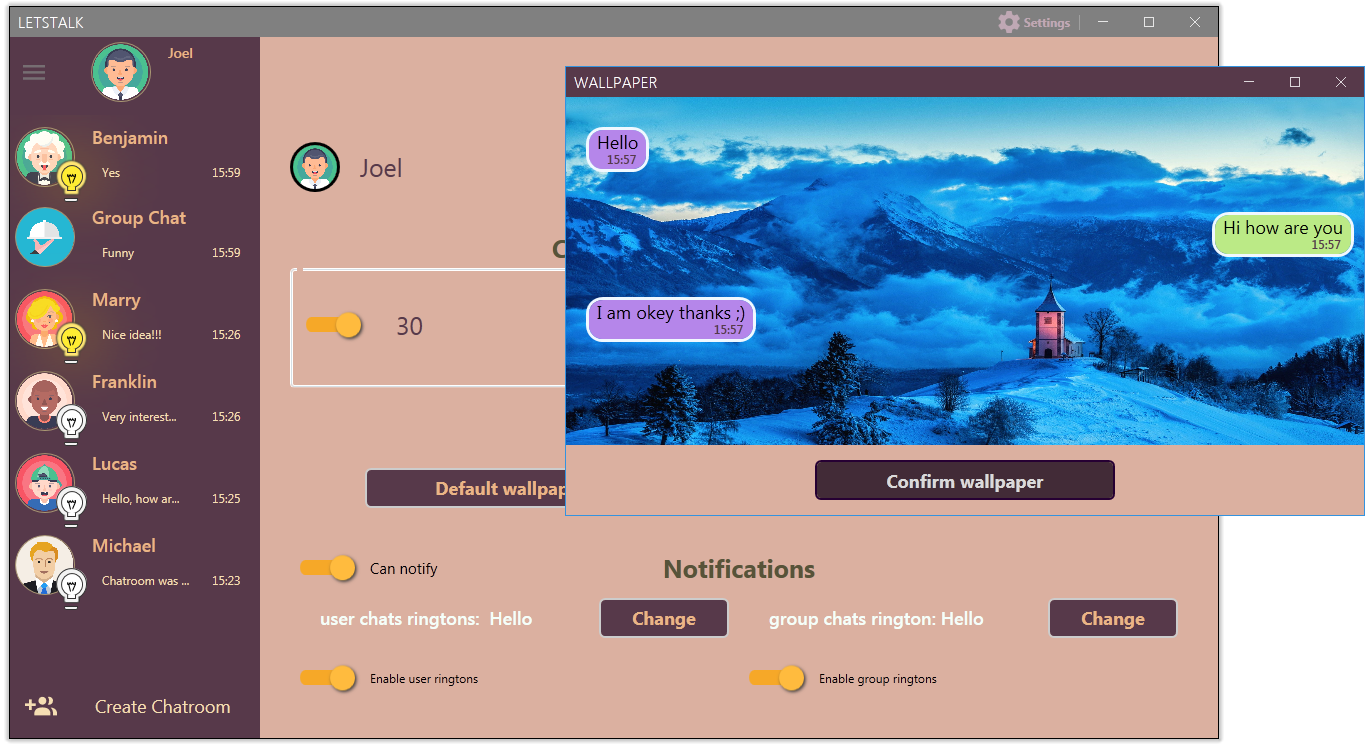 LETSTALK
Settings
Joel
Benjamin
Yes 15:59
Group Chat
Funny 15:59
Marry
Nice idea!!! 15:26
Franklin
Very interest... 15:26
Lucas
Hello, how ar... 15:25
Michael
Chatroom was ... 15:23
Create Chatroom
Joel
30
Default wallpap
Can notify
Notifications
user chats ringtons: Hello
Change
group chats rington: Hello
Change
Enable user ringtons
Enable group ringtons
WALLPAPER
Hello
15:57
Hi how are you
15:57
I am okey thanks ;)
15:57
Confirm wallpaper